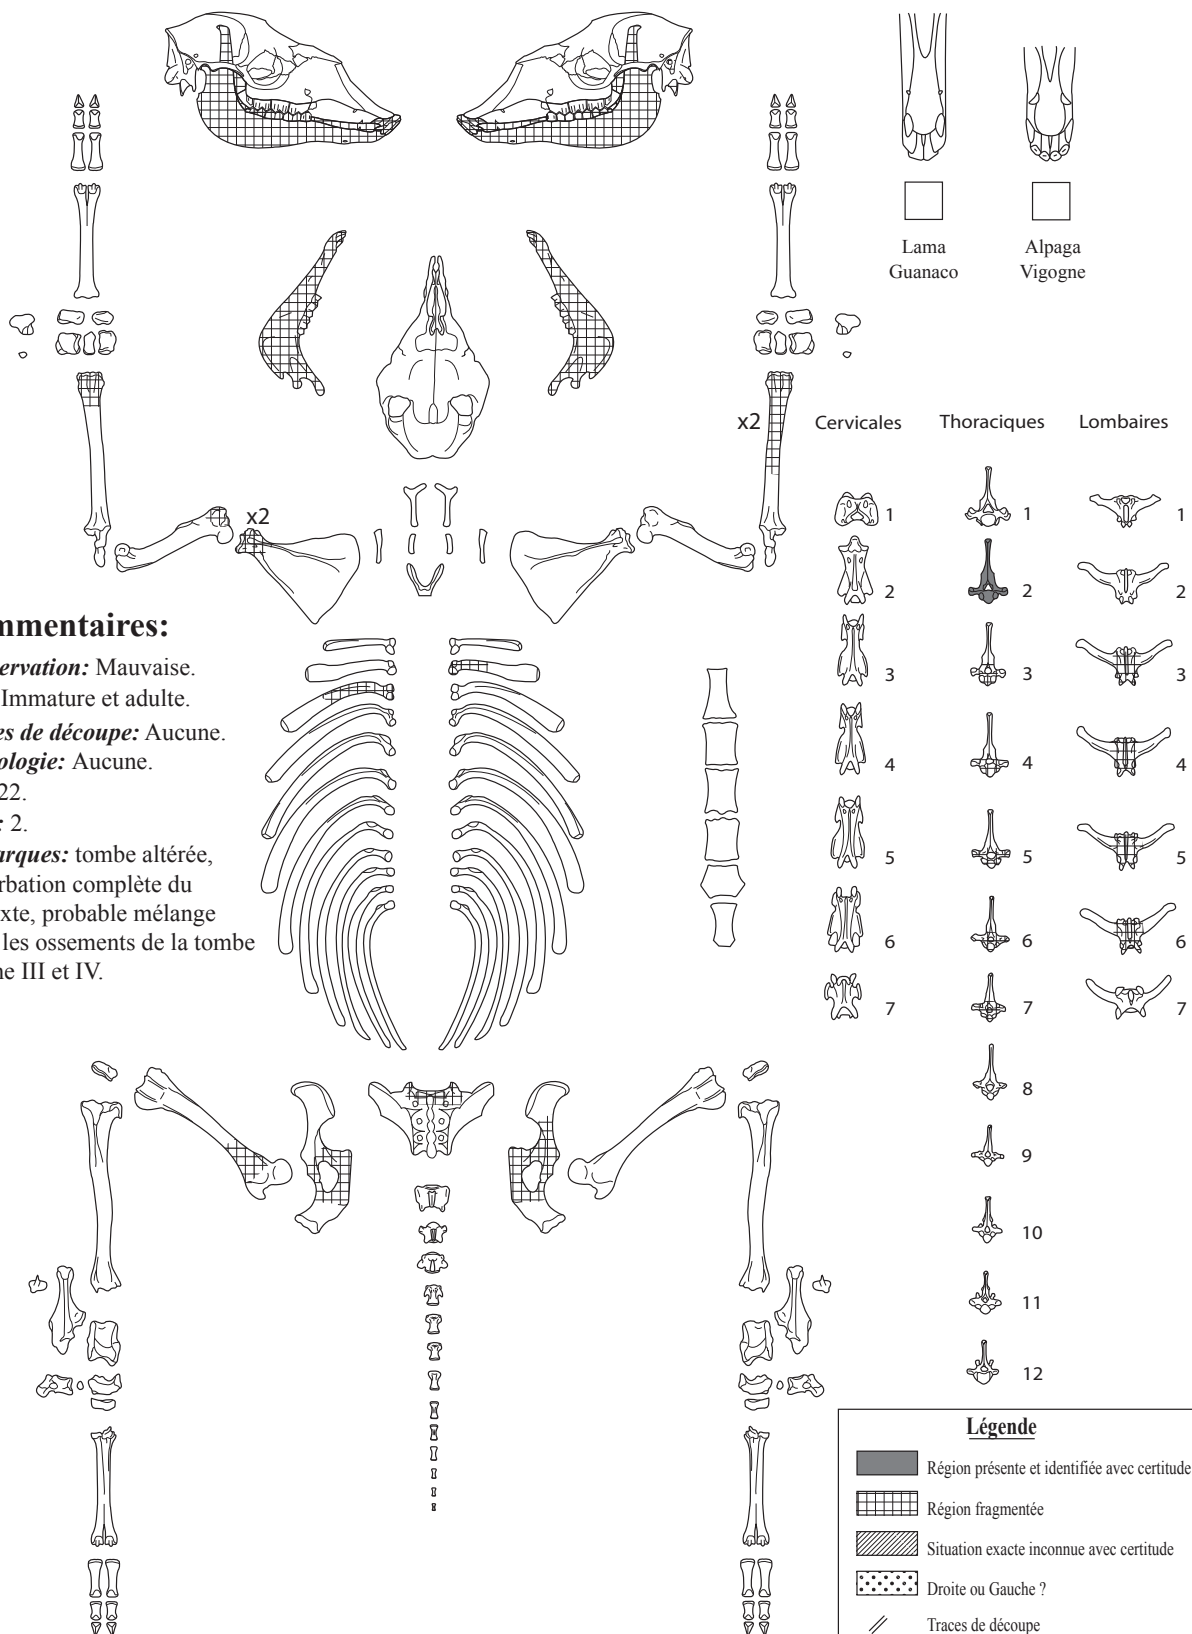 Lama
Guanaco
Alpaga
Vigogne
x2
Cervicales
Thoraciques
Lombaires
x2
1
2
3
4
5
6
7
1
2
3
4
5
6
7
8
9
10
11
12
1
2
3
4
5
6
7
mmentaires:
ervation: Mauvaise.
Immature et adulte.
es de découpe: Aucune.
ologie: Aucune.
22.
: 2.
arques: tombe altérée,
rbation complète du
exte, probable mélange
les ossements de la tombe
ne III et IV.
Légende
Région présente et identifiée avec certitude
Région fragmentée
Situation exacte inconnue avec certitude
Droite ou Gauche ?
Traces de découpe